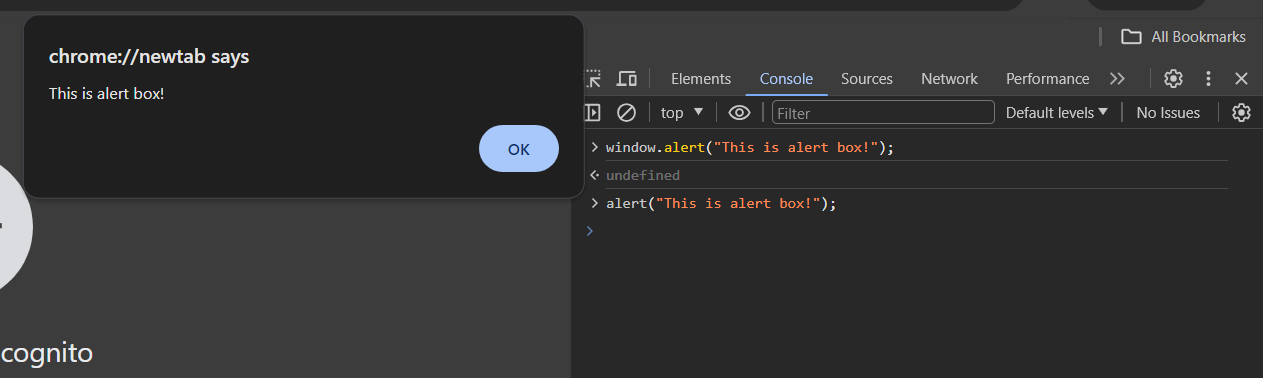 All Bookmarks
chrome://newtab says
This is alert box!
OK
cognito
Elements Console Sources Network Performance
top Filter Default levels No Issues
window.alert("This is alert box!");
undefined
alert("This is alert box!");